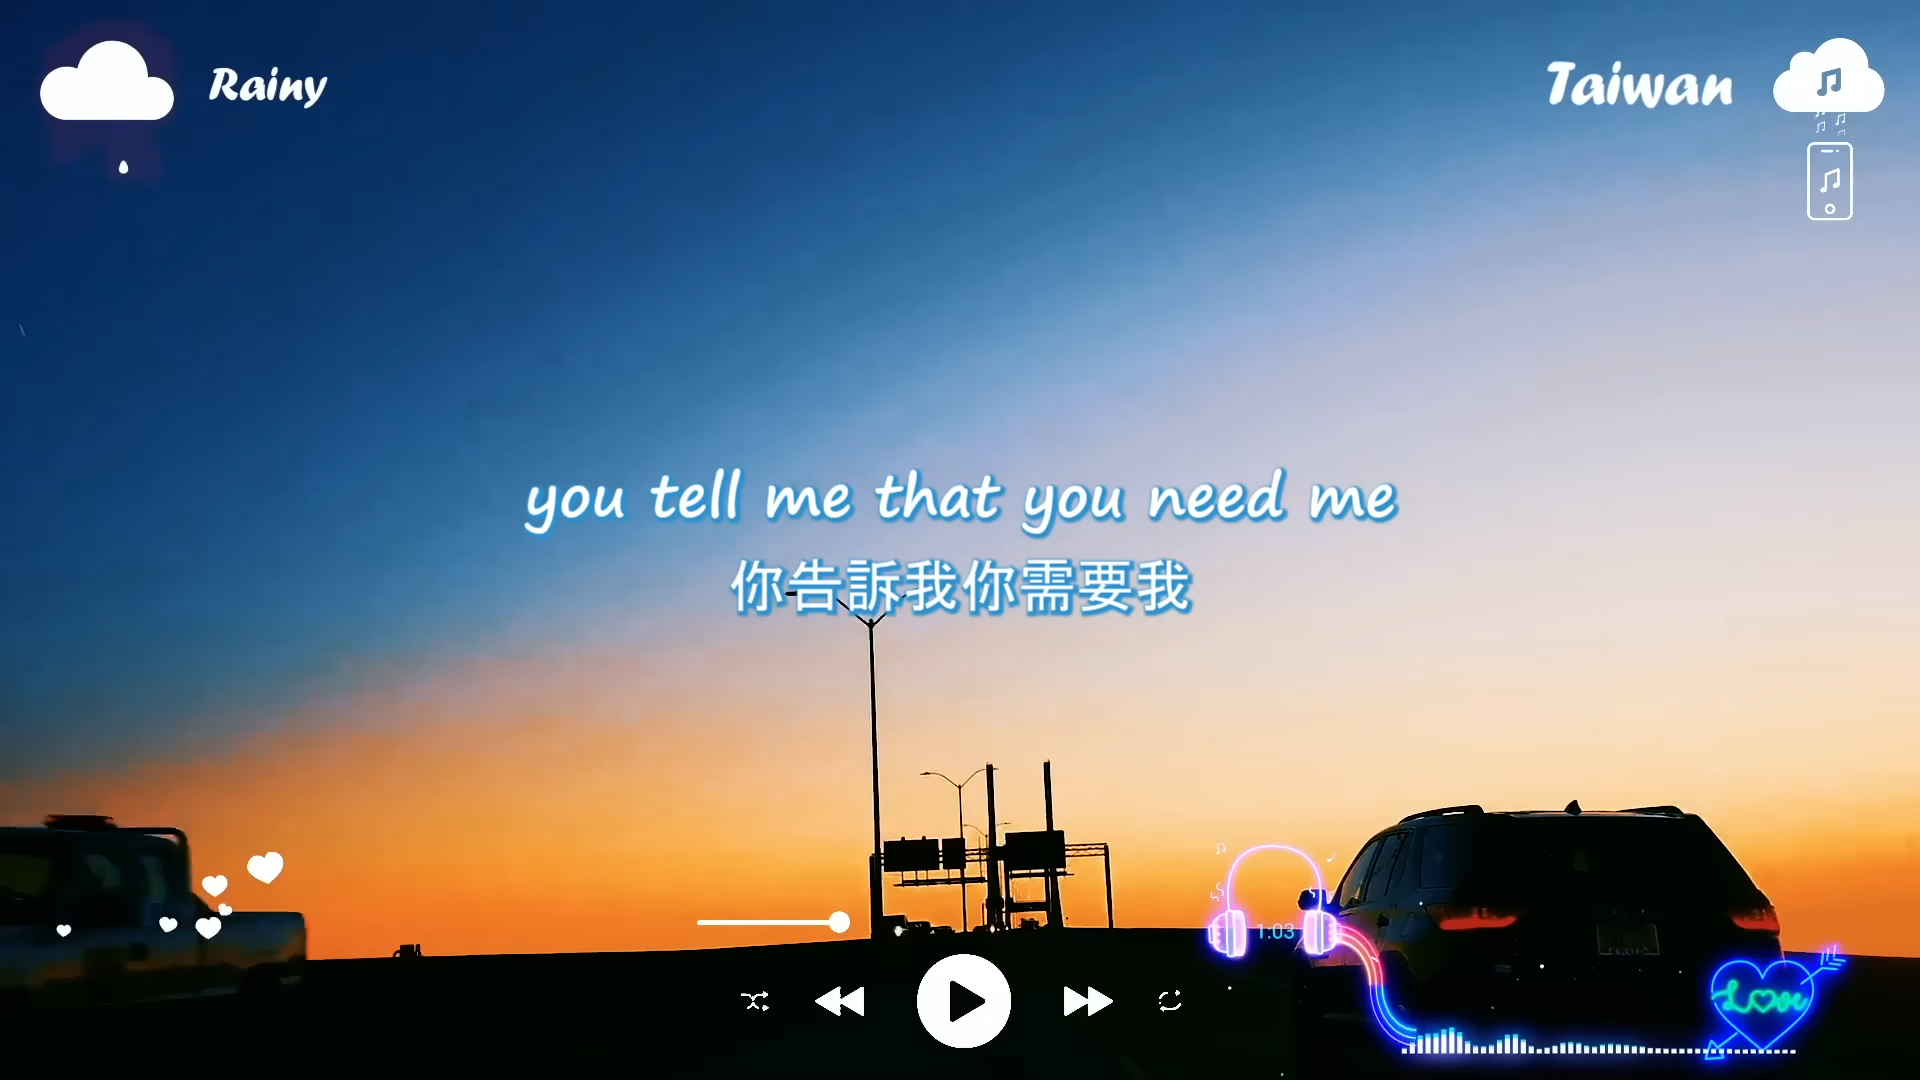 Rainy
Taiwan
you tell me that you need me
你告訴我你需要我
1:03
Love